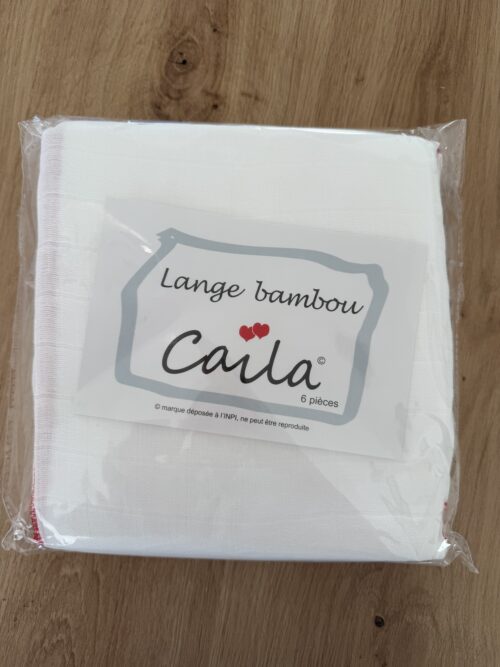 Lange bambou
Caila©
6 pièces
© marque déposée à l'INPI, ne peut être reproduite